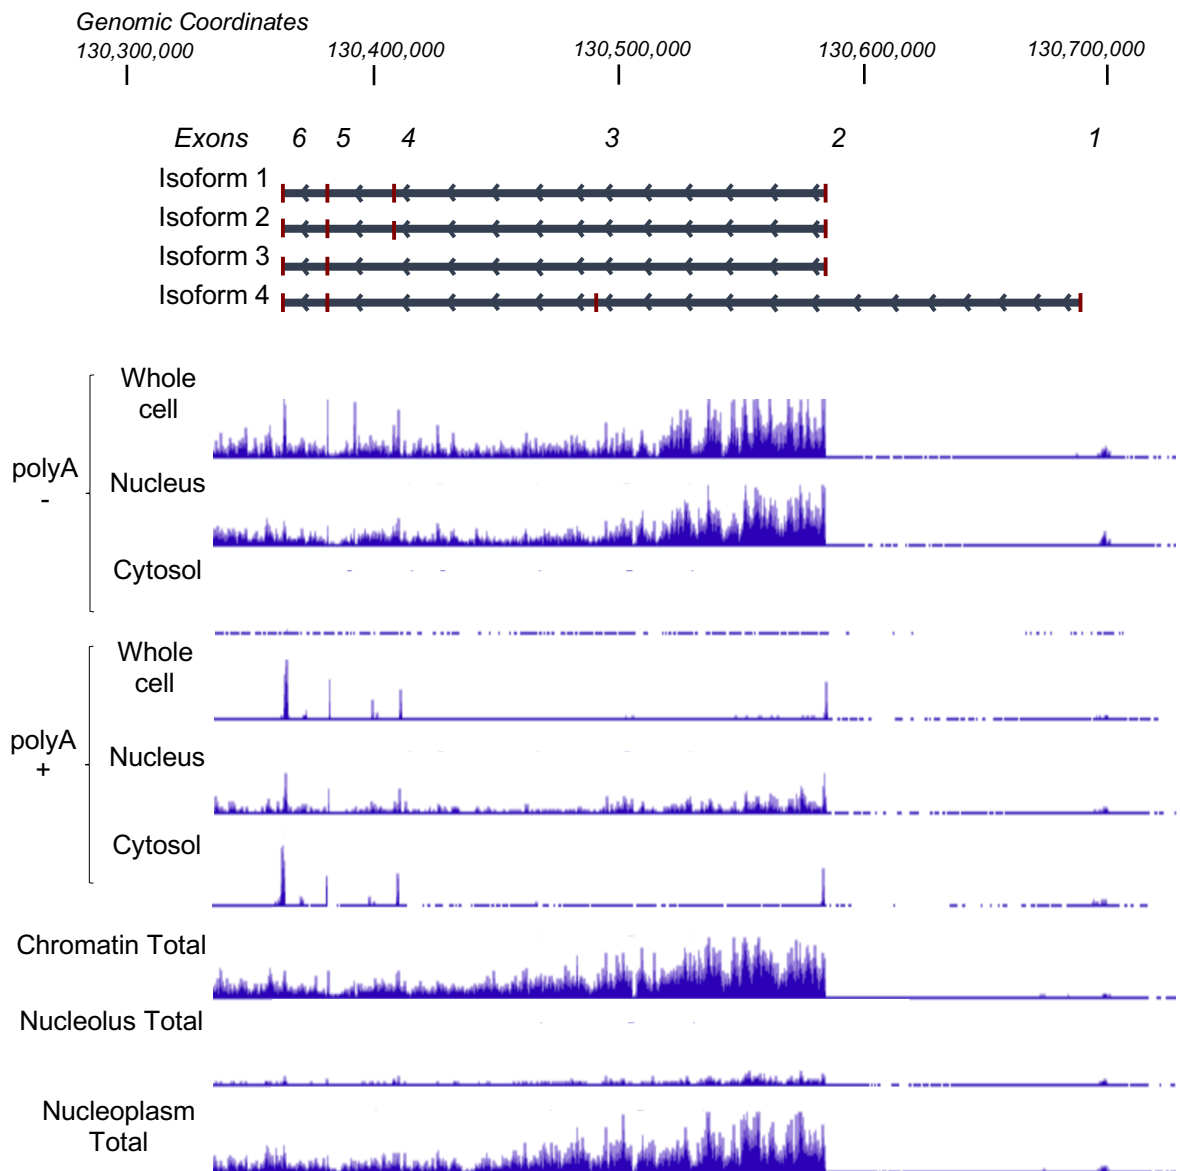 Genomic Coordinates
130,300,000 130,400,000 130,500,000 130,600,000 130,700,000
Exons 6 5 4 3 2 1
Isoform 1
Isoform 2
Isoform 3
Isoform 4
Whole
cell
polyA
-
Nucleus
Cytosol
Whole
cell
polyA
+
Nucleus
Cytosol
Chromatin Total
Nucleolus Total
Nucleoplasm
Total